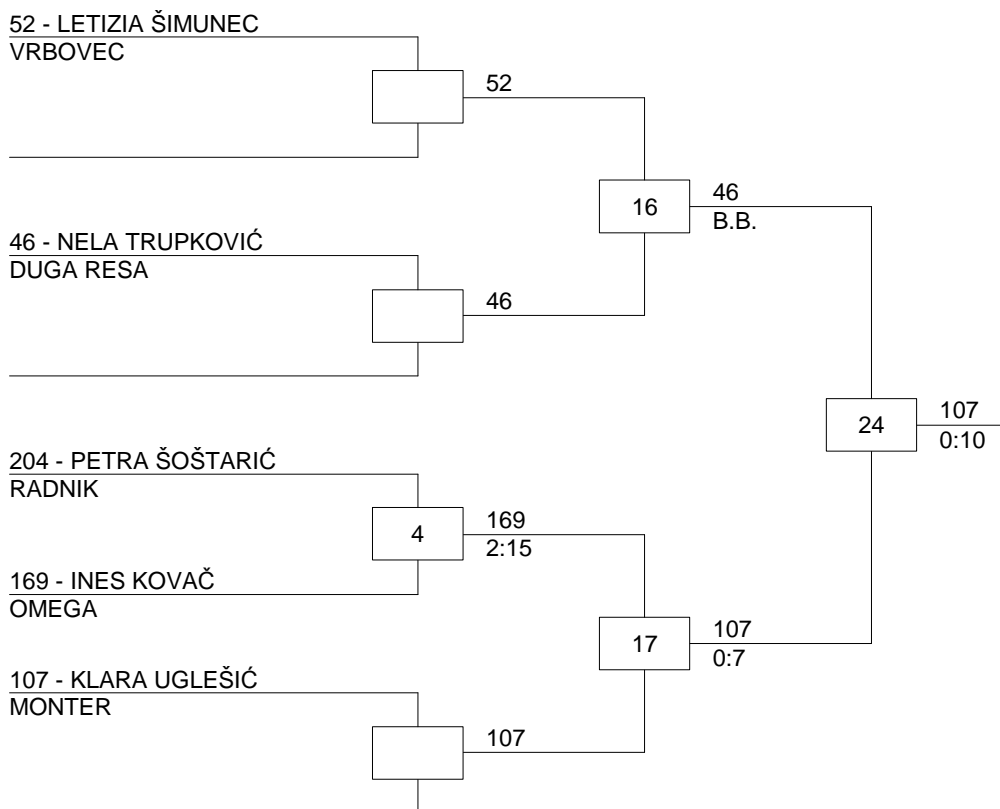 52 - LETIZIA ŠIMUNEC
VRBOVEC
52
16
46
B.B.
46 - NELA TRUPKOVIĆ
DUGA RESA
46
24
107
0:10
204 - PETRA ŠOŠTARIĆ
RADNIK
4
169
2:15
169 - INES KOVAČ
OMEGA
17
107
0:7
107 - KLARA UGLEŠIĆ
MONTER
107